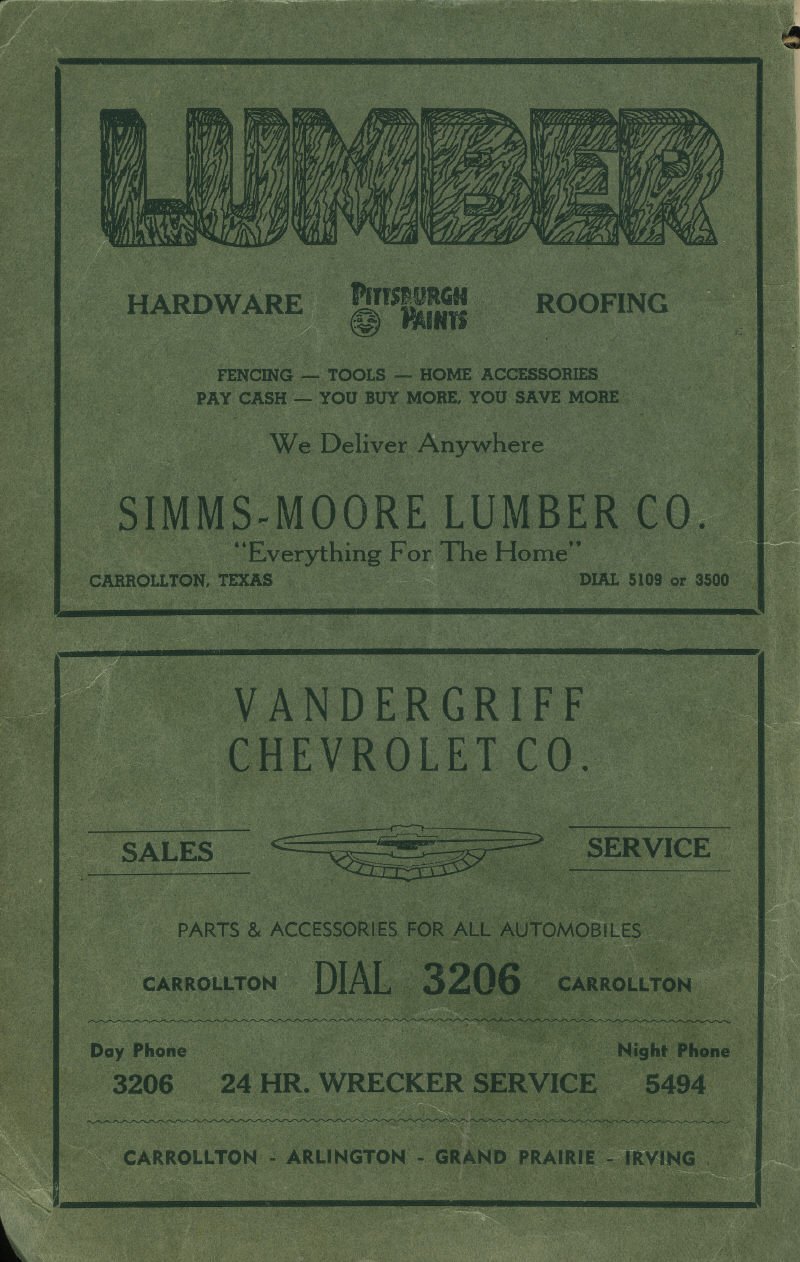 LUMBER
HARDWARE PITTSBURGH PAINTS ROOFING
FENCING — TOOLS — HOME ACCESSORIES
PAY CASH — YOU BUY MORE, YOU SAVE MORE
We Deliver Anywhere
SIMMS-MOORE LUMBER CO.
"Everything For The Home"
CARROLLTON, TEXAS DIAL 5109 or 3500
VANDERGRIFF
CHEVROLET CO.
SALES SERVICE
PARTS & ACCESSORIES FOR ALL AUTOMOBILES
CARROLLTON DIAL 3206 CARROLLTON
Day Phone Night Phone
3206 24 HR. WRECKER SERVICE 5494
CARROLLTON - ARLINGTON - GRAND PRAIRIE - IRVING